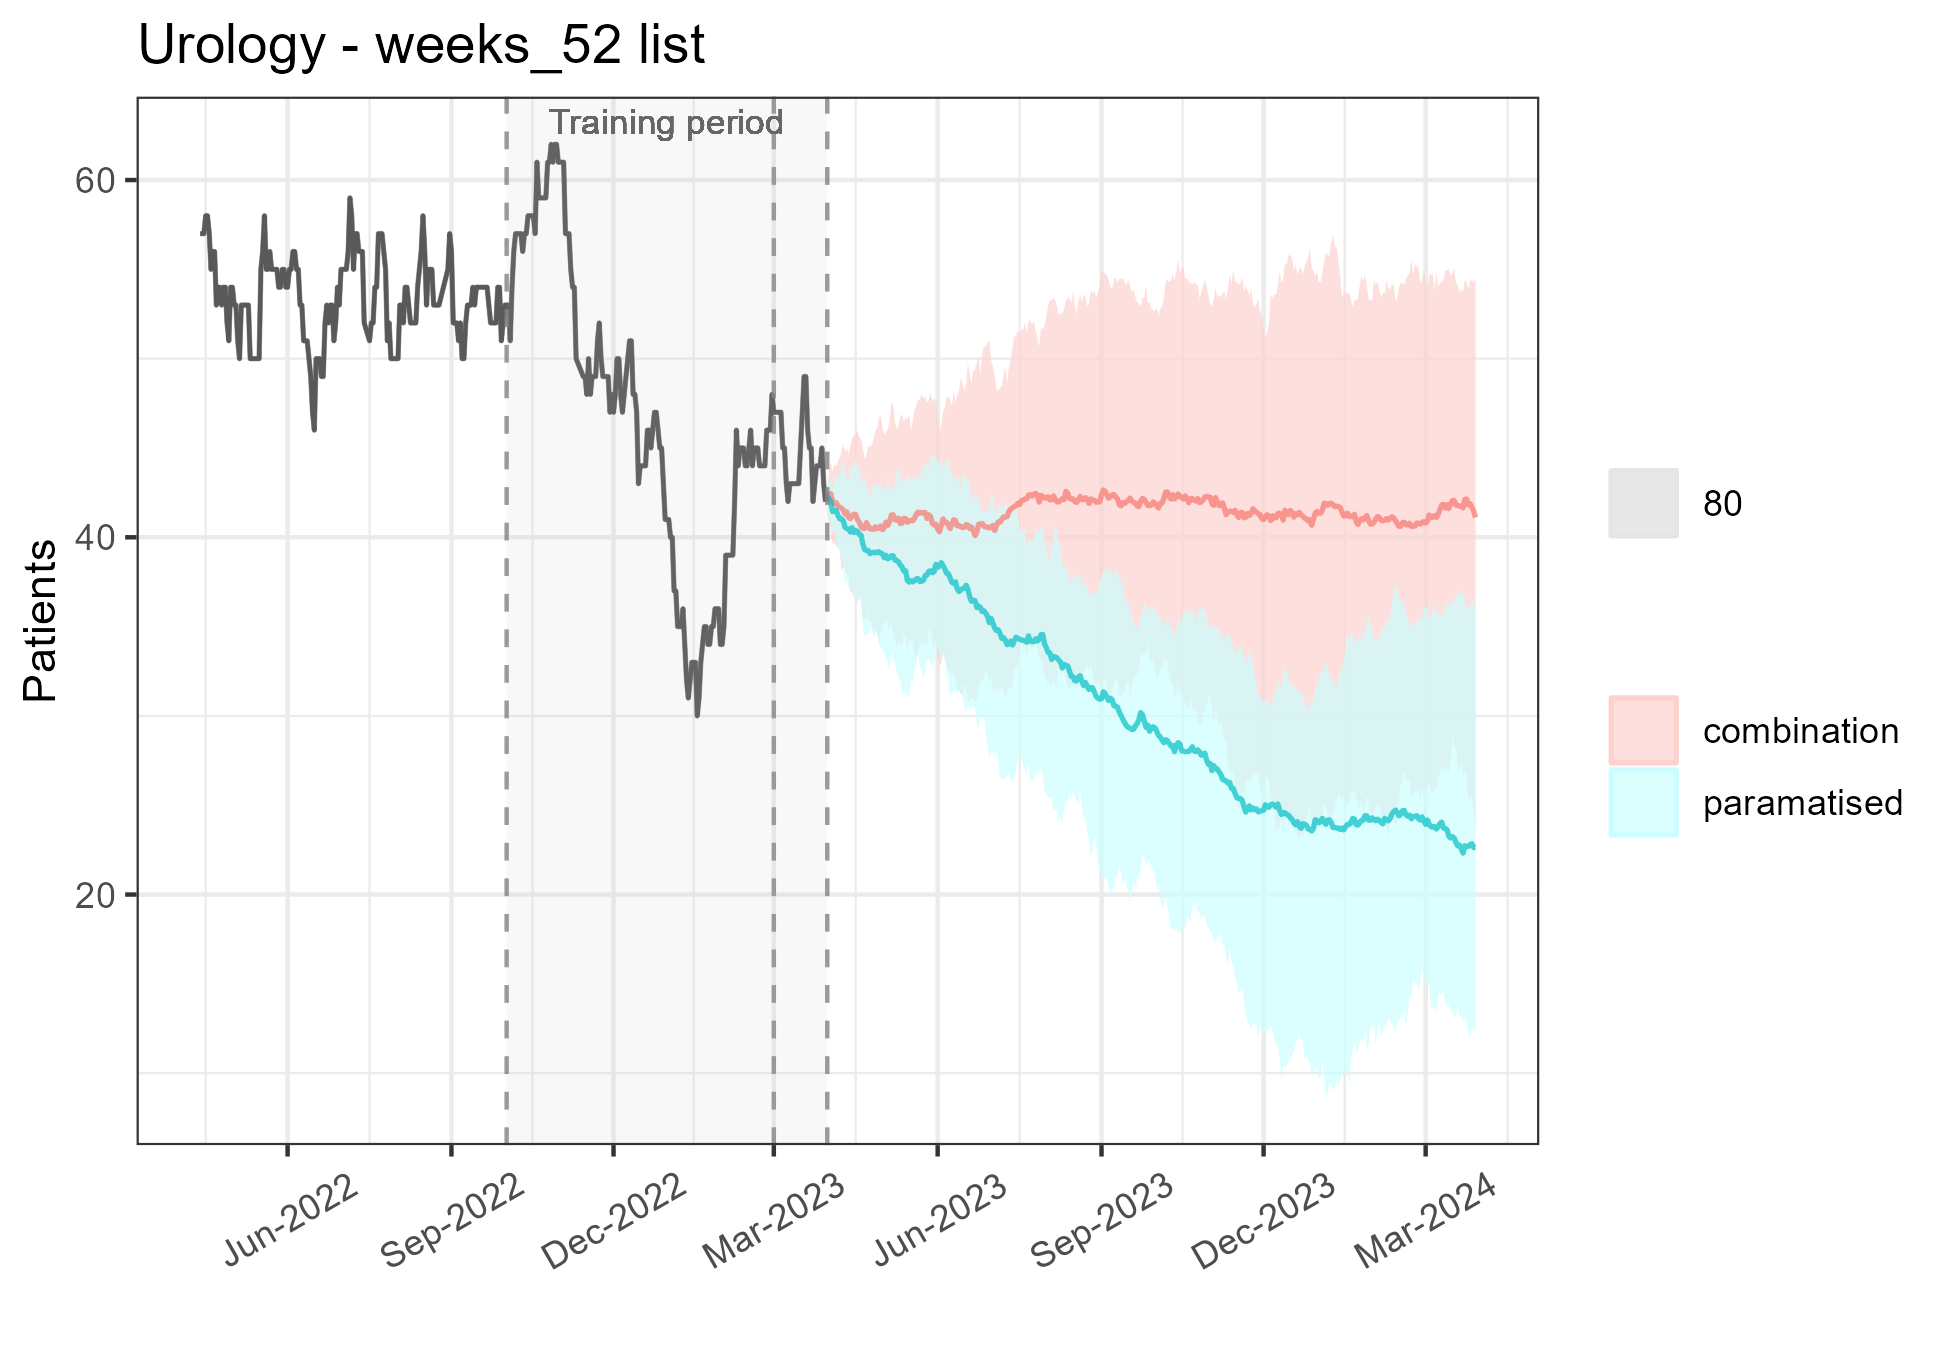 Urology - weeks_52 list
Training period
60
40
20
Patients
Jun-2022
Sep-2022
Dec-2022
Mar-2023
Jun-2023
Sep-2023
Dec-2023
Mar-2024
80
combination
paramatised